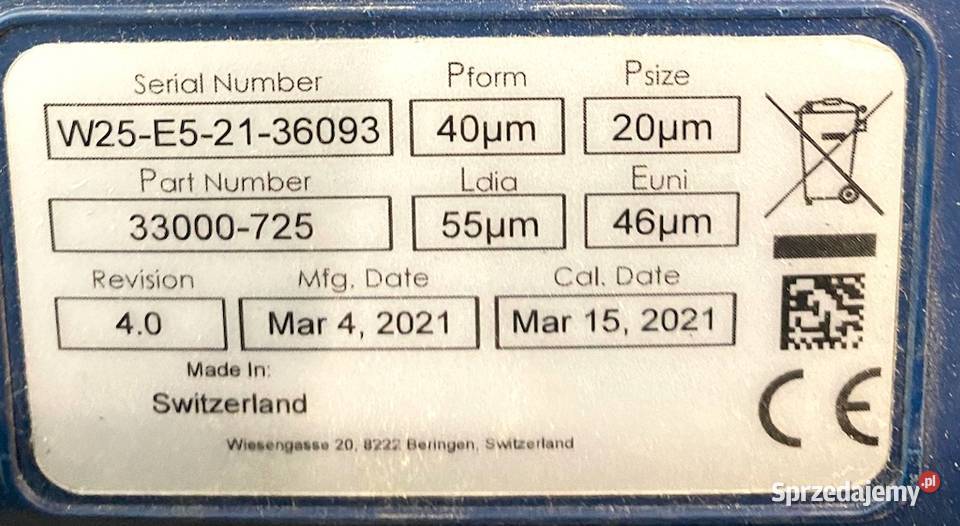 Serial Number Pform Psize
W25-E5-21-36093 40µm 20µm
Part Number Ldia Euni
33000-725 55µm 46µm
Revision Mfg. Date Cal. Date
4.0 Mar 4, 2021 Mar 15, 2021
Made In:
Switzerland
Wiesengasse 20, 8222 Beringen, Switzerland
CE
Sprzedajemy.pl